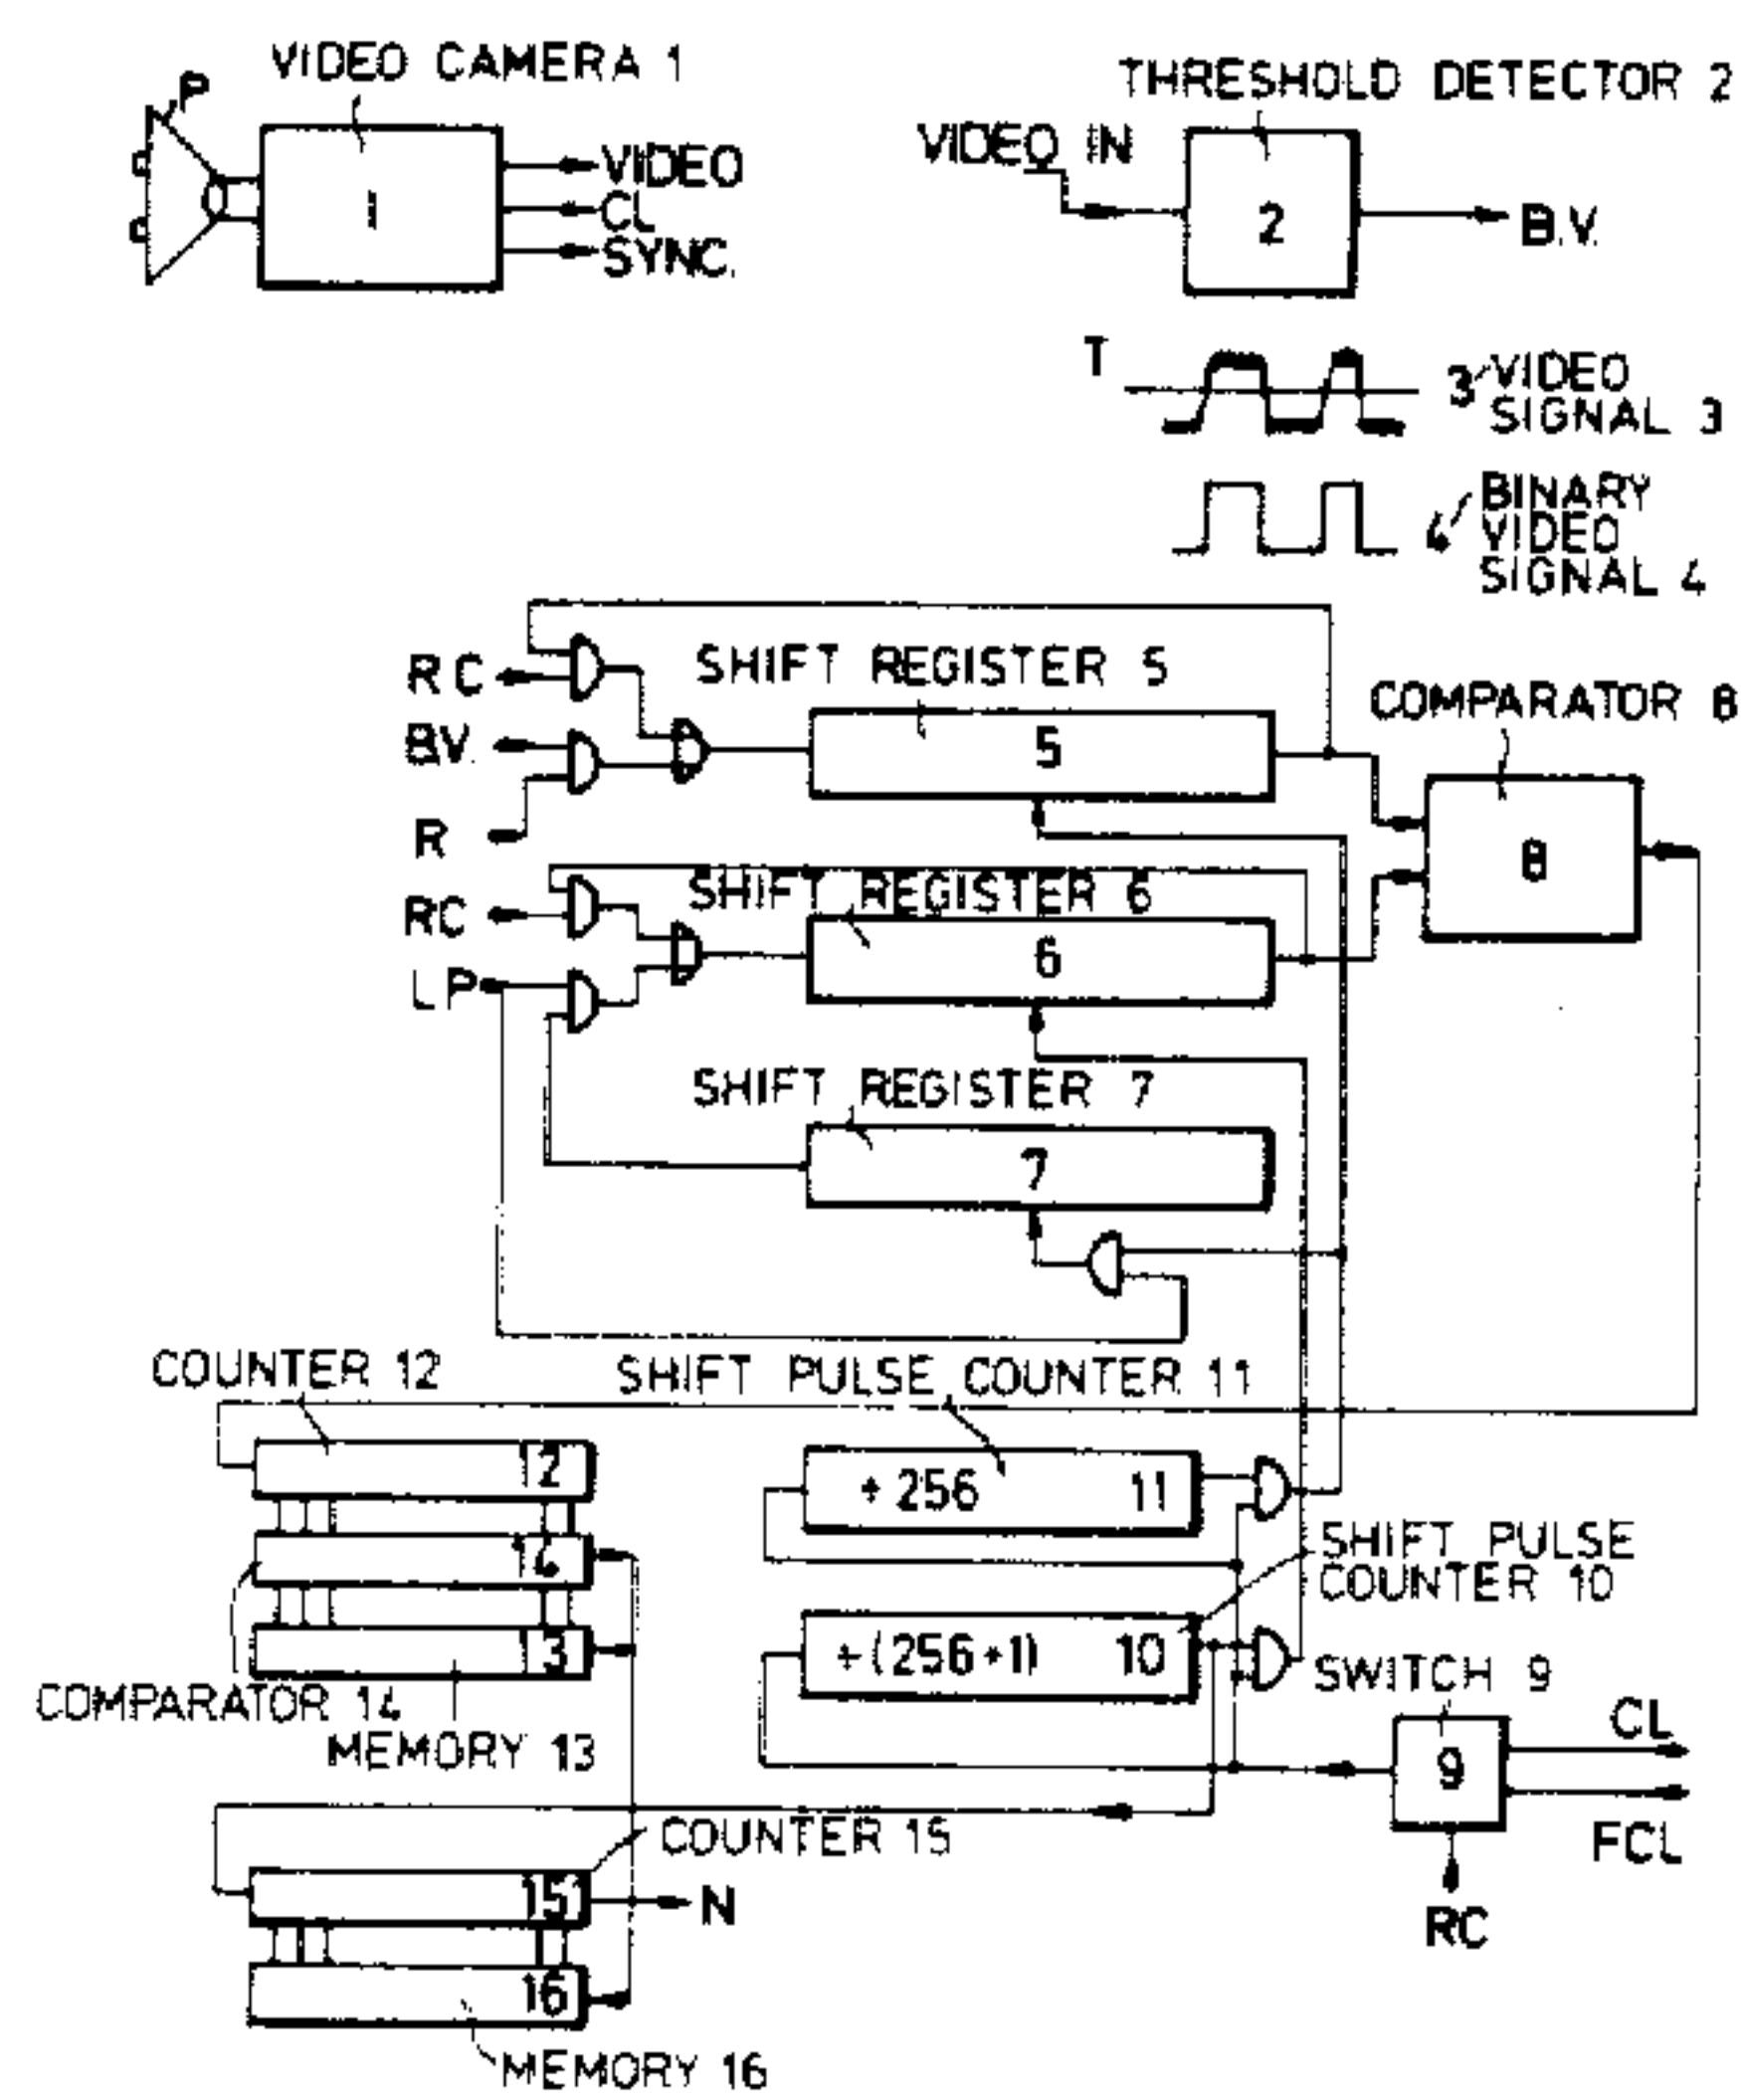 VIDEO CAMERA 1
P
1
VIDEO
CL
SYNC.
THRESHOLD DETECTOR 2
VIDEO IN
2
B.V.
T
3 VIDEO
SIGNAL 3
4 BINARY
VIDEO
SIGNAL 4
RC
SHIFT REGISTER 5
BV.
5
R
COMPARATOR 8
8
SHIFT REGISTER 6
RC
6
LP
SHIFT REGISTER 7
7
COUNTER 12
SHIFT PULSE COUNTER 11
12
÷ 256 11
14
SHIFT PULSE
COUNTER 10
13
÷(256+1) 10
COMPARATOR 14
MEMORY 13
SWITCH 9
CL
9
FCL
RC
COUNTER 15
15
N
16
MEMORY 16